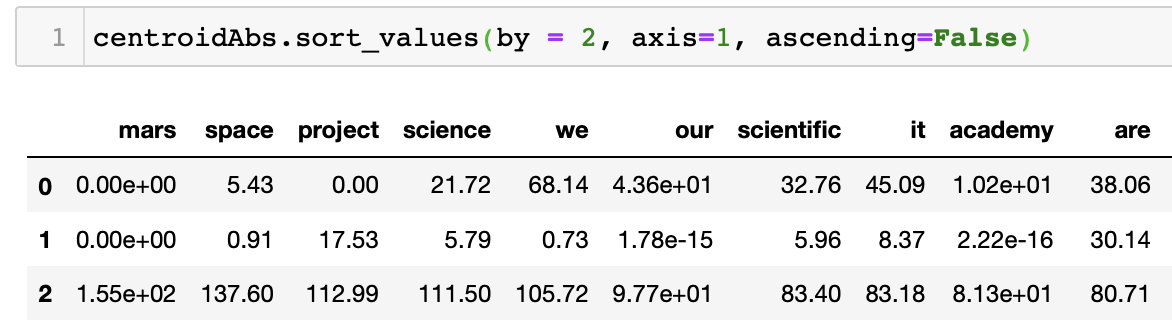 1 centroidAbs.sort_values(by = 2, axis=1, ascending=False)
mars space project science we our scientific it academy are
0 0.00e+00 5.43 0.00 21.72 68.14 4.36e+01 32.76 45.09 1.02e+01 38.06
1 0.00e+00 0.91 17.53 5.79 0.73 1.78e-15 5.96 8.37 2.22e-16 30.14
2 1.55e+02 137.60 112.99 111.50 105.72 9.77e+01 83.40 83.18 8.13e+01 80.71